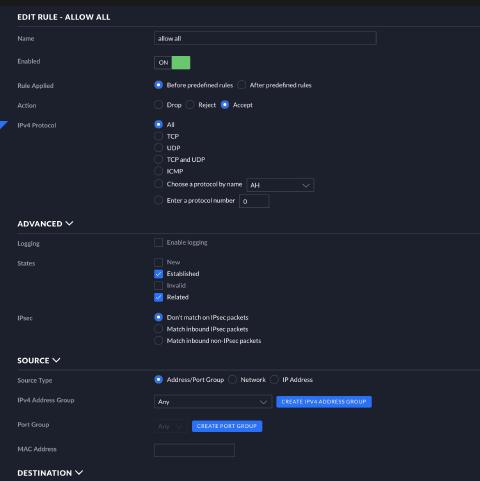 EDIT RULE - ALLOW ALL
Name allow all
Enabled ON
Rule Applied Before predefined rules After predefined rules
Action Drop Reject Accept
IPv4 Protocol All
TCP
UDP
TCP and UDP
ICMP
Choose a protocol by name AH
Enter a protocol number 0
ADVANCED
Logging Enable logging
States New
Established
Invalid
Related
IPsec Don't match on IPsec packets
Match inbound IPsec packets
Match inbound non-IPsec packets
SOURCE
Source Type Address/Port Group Network IP Address
IPv4 Address Group Any CREATE IPV4 ADDRESS GROUP
Port Group Any CREATE PORT GROUP
MAC Address
DESTINATION